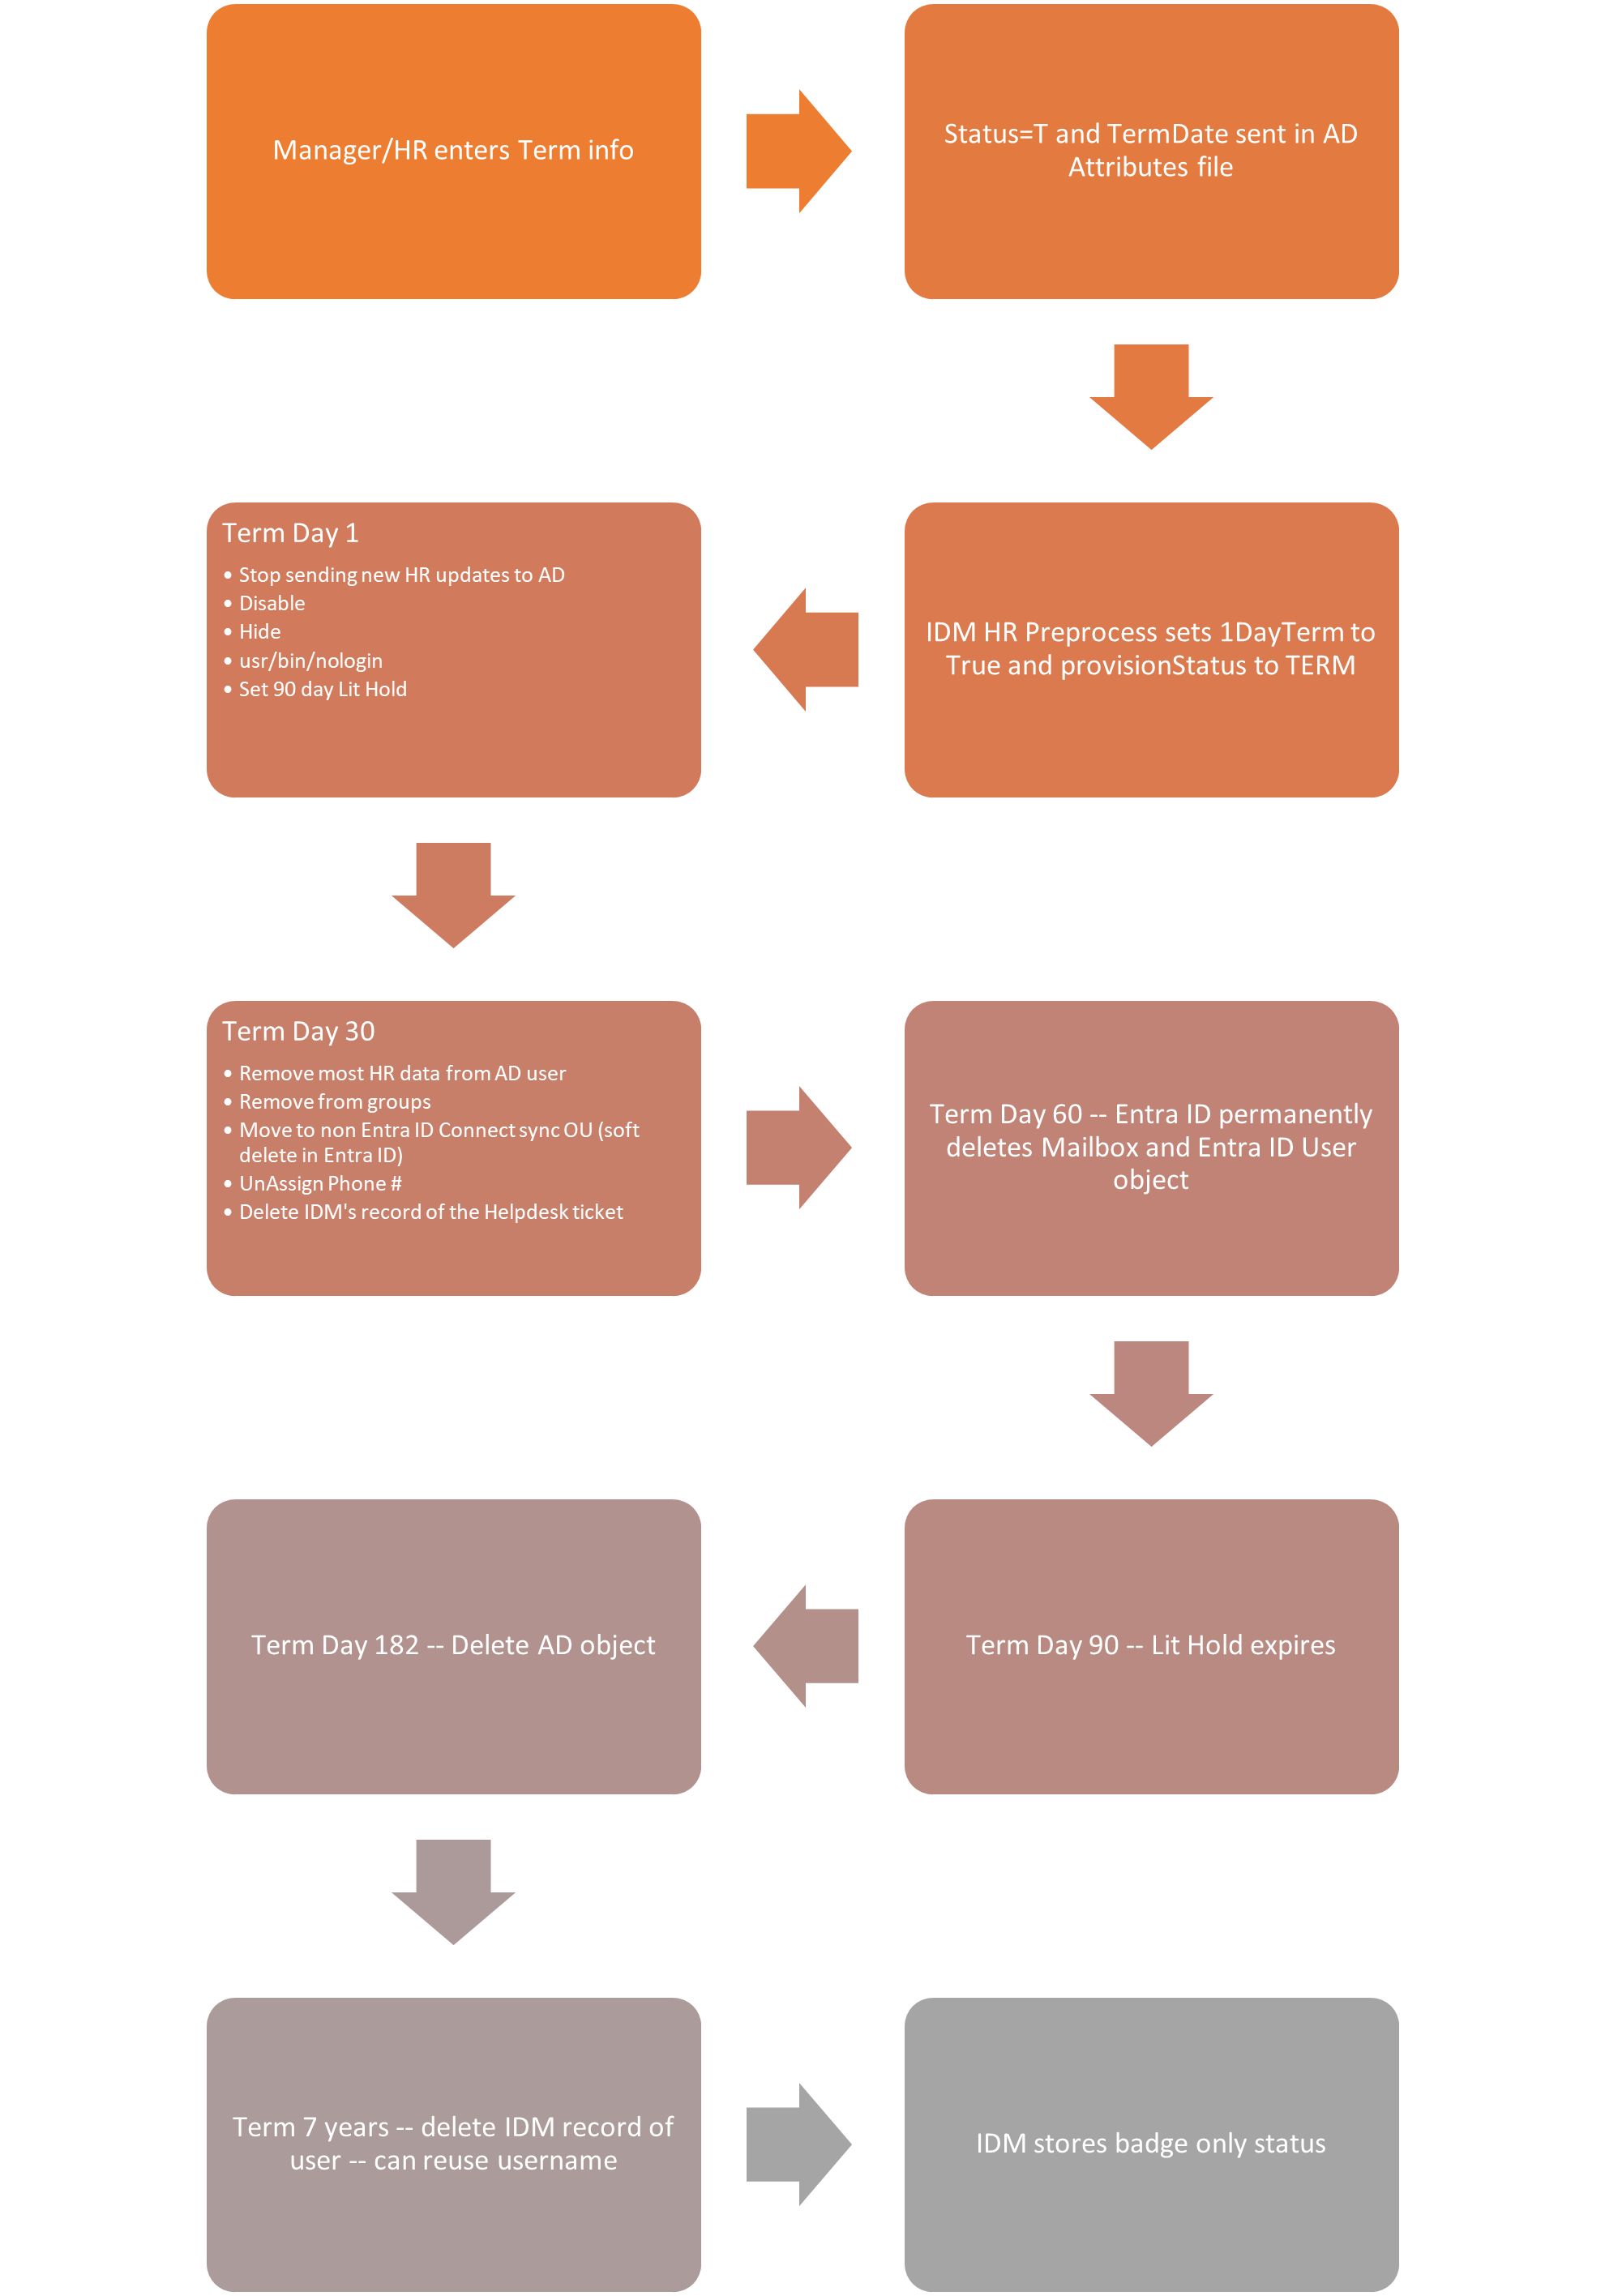 Manager/HR enters Term info
Status=T and TermDate sent in AD
Attributes file
IDM HR Preprocess sets 1DayTerm to
True and provisionStatus to TERM
Term Day 1
• Stop sending new HR updates to AD
• Disable
• Hide
• usr/bin/nologin
• Set 90 day Lit Hold
Term Day 30
• Remove most HR data from AD user
• Remove from groups
• Move to non Entra ID Connect sync OU (soft
delete in Entra ID)
• UnAssign Phone #
• Delete IDM's record of the Helpdesk ticket
Term Day 60 -- Entra ID permanently
deletes Mailbox and Entra ID User
object
Term Day 90 -- Lit Hold expires
Term Day 182 -- Delete AD object
Term 7 years -- delete IDM record of
user -- can reuse username
IDM stores badge only status